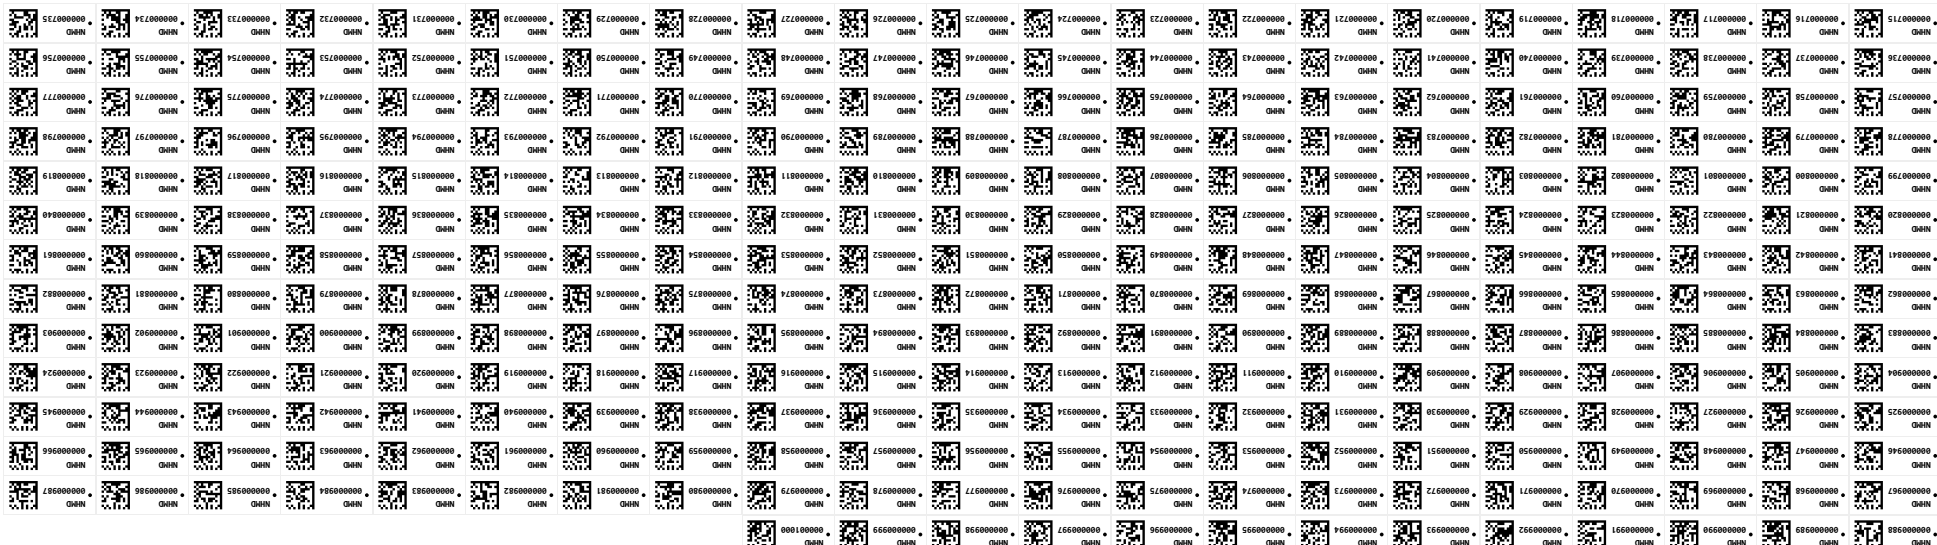 NHMD NHMD NHMD NHMD NHMD NHMD NHMD NHMD NHMD NHMD NHMD NHMD NHMD
000000988 000000989 000000990 000000991 000000992 000000993 000000994 000000995 000000996 000000997 000000998 000000999 000001000
NHMD NHMD NHMD NHMD NHMD NHMD NHMD NHMD NHMD NHMD NHMD NHMD NHMD NHMD NHMD NHMD NHMD NHMD NHMD NHMD NHMD
000000967 000000968 000000969 000000970 000000971 000000972 000000973 000000974 000000975 000000976 000000977 000000978 000000979 000000980 000000981 000000982 000000983 000000984 000000985 000000986 000000987
NHMD NHMD NHMD NHMD NHMD NHMD NHMD NHMD NHMD NHMD NHMD NHMD NHMD NHMD NHMD NHMD NHMD NHMD NHMD NHMD NHMD
000000946 000000947 000000948 000000949 000000950 000000951 000000952 000000953 000000954 000000955 000000956 000000957 000000958 000000959 000000960 000000961 000000962 000000963 000000964 000000965 000000966
NHMD NHMD NHMD NHMD NHMD NHMD NHMD NHMD NHMD NHMD NHMD NHMD NHMD NHMD NHMD NHMD NHMD NHMD NHMD NHMD NHMD
000000925 000000926 000000927 000000928 000000929 000000930 000000931 000000932 000000933 000000934 000000935 000000936 000000937 000000938 000000939 000000940 000000941 000000942 000000943 000000944 000000945
NHMD NHMD NHMD NHMD NHMD NHMD NHMD NHMD NHMD NHMD NHMD NHMD NHMD NHMD NHMD NHMD NHMD NHMD NHMD NHMD NHMD
000000904 000000905 000000906 000000907 000000908 000000909 000000910 000000911 000000912 000000913 000000914 000000915 000000916 000000917 000000918 000000919 000000920 000000921 000000922 000000923 000000924
NHMD NHMD NHMD NHMD NHMD NHMD NHMD NHMD NHMD NHMD NHMD NHMD NHMD NHMD NHMD NHMD NHMD NHMD NHMD NHMD NHMD
000000883 000000884 000000885 000000886 000000887 000000888 000000889 000000890 000000891 000000892 000000893 000000894 000000895 000000896 000000897 000000898 000000899 000000900 000000901 000000902 000000903
NHMD NHMD NHMD NHMD NHMD NHMD NHMD NHMD NHMD NHMD NHMD NHMD NHMD NHMD NHMD NHMD NHMD NHMD NHMD NHMD NHMD
000000862 000000863 000000864 000000865 000000866 000000867 000000868 000000869 000000870 000000871 000000872 000000873 000000874 000000875 000000876 000000877 000000878 000000879 000000880 000000881 000000882
NHMD NHMD NHMD NHMD NHMD NHMD NHMD NHMD NHMD NHMD NHMD NHMD NHMD NHMD NHMD NHMD NHMD NHMD NHMD NHMD NHMD
000000841 000000842 000000843 000000844 000000845 000000846 000000847 000000848 000000849 000000850 000000851 000000852 000000853 000000854 000000855 000000856 000000857 000000858 000000859 000000860 000000861
NHMD NHMD NHMD NHMD NHMD NHMD NHMD NHMD NHMD NHMD NHMD NHMD NHMD NHMD NHMD NHMD NHMD NHMD NHMD NHMD NHMD
000000820 000000821 000000822 000000823 000000824 000000825 000000826 000000827 000000828 000000829 000000830 000000831 000000832 000000833 000000834 000000835 000000836 000000837 000000838 000000839 000000840
NHMD NHMD NHMD NHMD NHMD NHMD NHMD NHMD NHMD NHMD NHMD NHMD NHMD NHMD NHMD NHMD NHMD NHMD NHMD NHMD NHMD
000000799 000000800 000000801 000000802 000000803 000000804 000000805 000000806 000000807 000000808 000000809 000000810 000000811 000000812 000000813 000000814 000000815 000000816 000000817 000000818 000000819
NHMD NHMD NHMD NHMD NHMD NHMD NHMD NHMD NHMD NHMD NHMD NHMD NHMD NHMD NHMD NHMD NHMD NHMD NHMD NHMD NHMD
000000778 000000779 000000780 000000781 000000782 000000783 000000784 000000785 000000786 000000787 000000788 000000789 000000790 000000791 000000792 000000793 000000794 000000795 000000796 000000797 000000798
NHMD NHMD NHMD NHMD NHMD NHMD NHMD NHMD NHMD NHMD NHMD NHMD NHMD NHMD NHMD NHMD NHMD NHMD NHMD NHMD NHMD
000000757 000000758 000000759 000000760 000000761 000000762 000000763 000000764 000000765 000000766 000000767 000000768 000000769 000000770 000000771 000000772 000000773 000000774 000000775 000000776 000000777
NHMD NHMD NHMD NHMD NHMD NHMD NHMD NHMD NHMD NHMD NHMD NHMD NHMD NHMD NHMD NHMD NHMD NHMD NHMD NHMD NHMD
000000736 000000737 000000738 000000739 000000740 000000741 000000742 000000743 000000744 000000745 000000746 000000747 000000748 000000749 000000750 000000751 000000752 000000753 000000754 000000755 000000756
NHMD NHMD NHMD NHMD NHMD NHMD NHMD NHMD NHMD NHMD NHMD NHMD NHMD NHMD NHMD NHMD NHMD NHMD NHMD NHMD NHMD
000000715 000000716 000000717 000000718 000000719 000000720 000000721 000000722 000000723 000000724 000000725 000000726 000000727 000000728 000000729 000000730 000000731 000000732 000000733 000000734 000000735